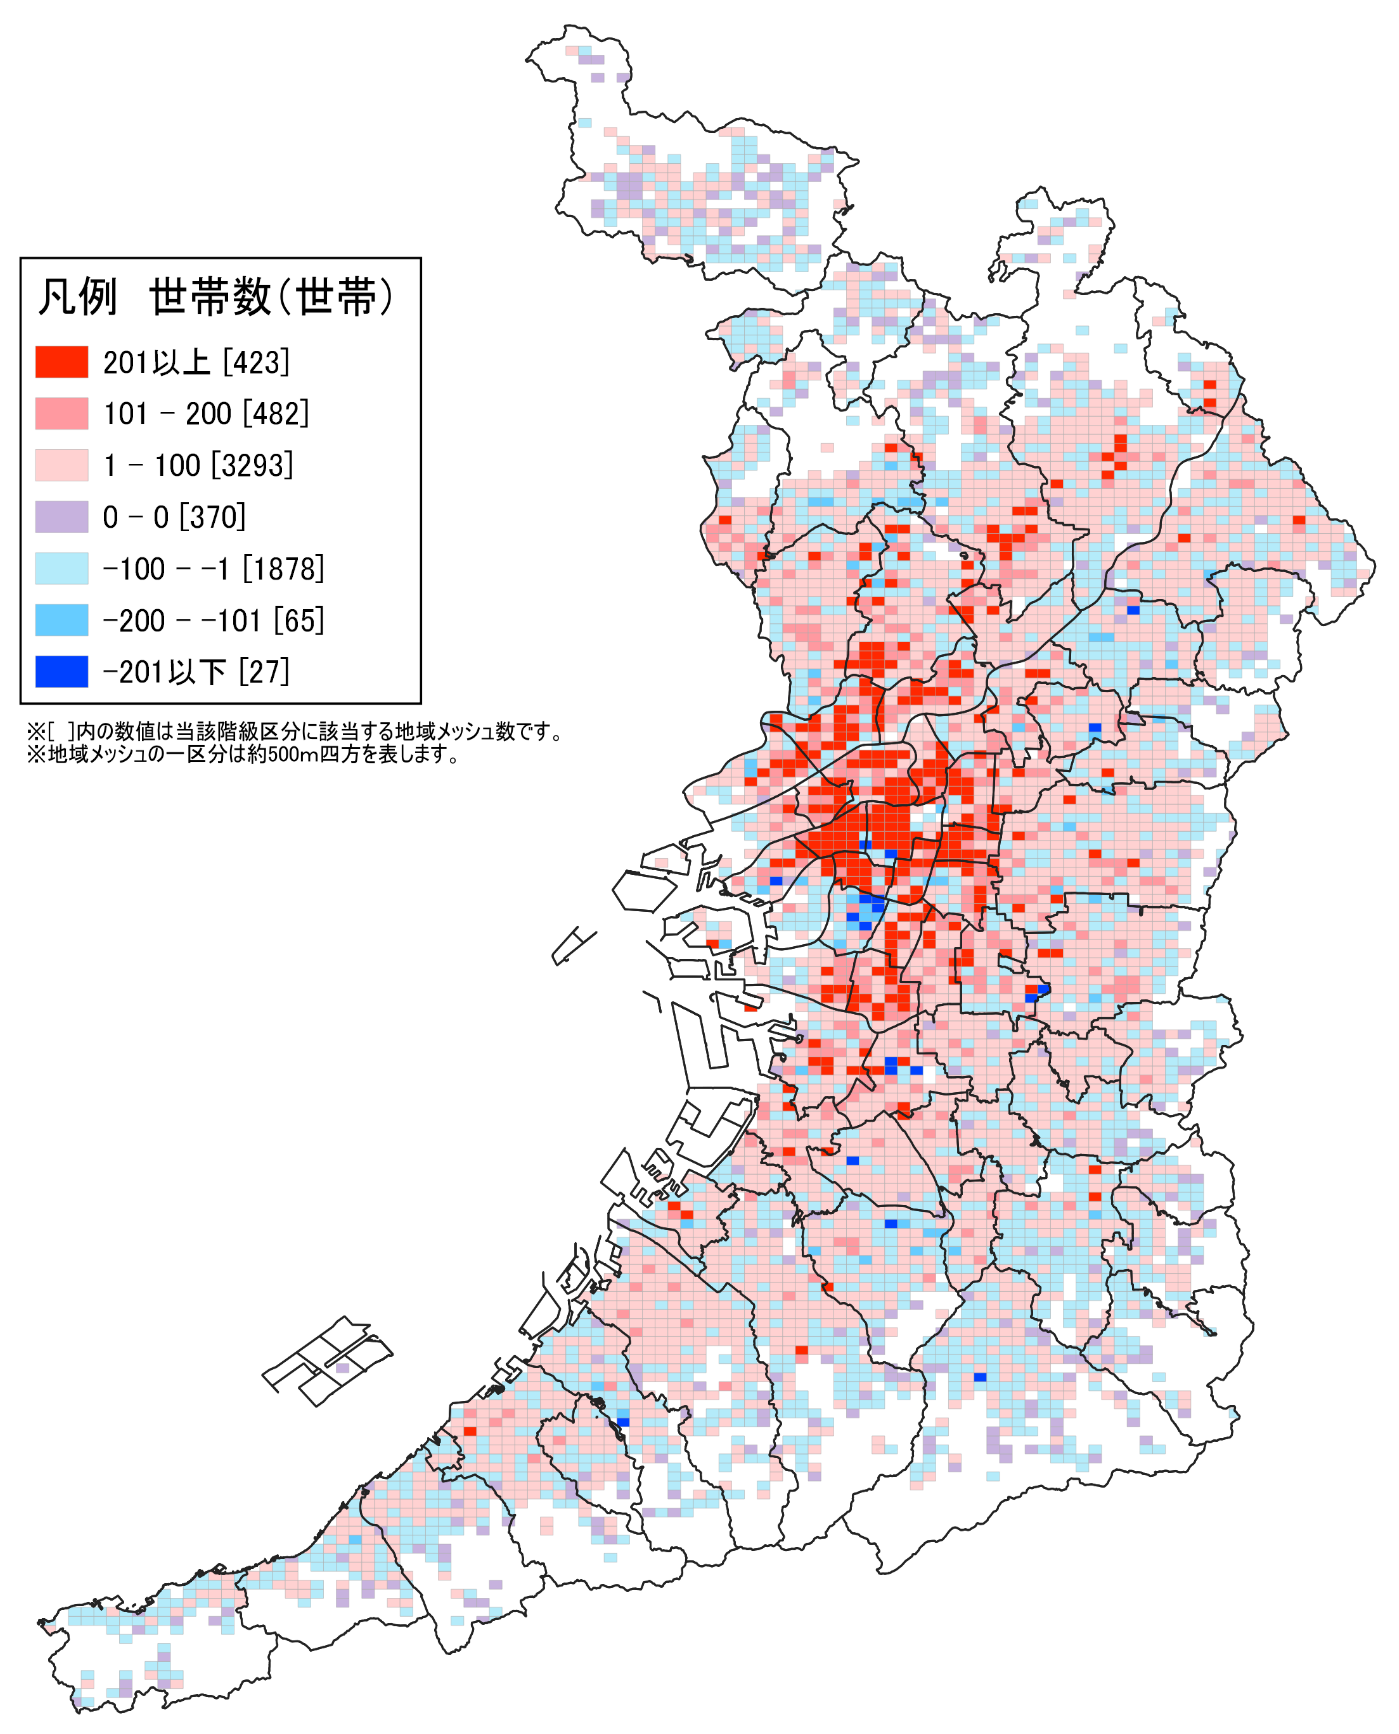 凡例　世帯数（世帯）
201以上 [423]
101 − 200 [482]
1 − 100 [3293]
0 − 0 [370]
−100 − −1 [1878]
−200 − −101 [65]
−201以下 [27]
※[　]内の数値は当該階級区分に該当する地域メッシュ数です。
※地域メッシュの一区分は約500ｍ四方を表します。